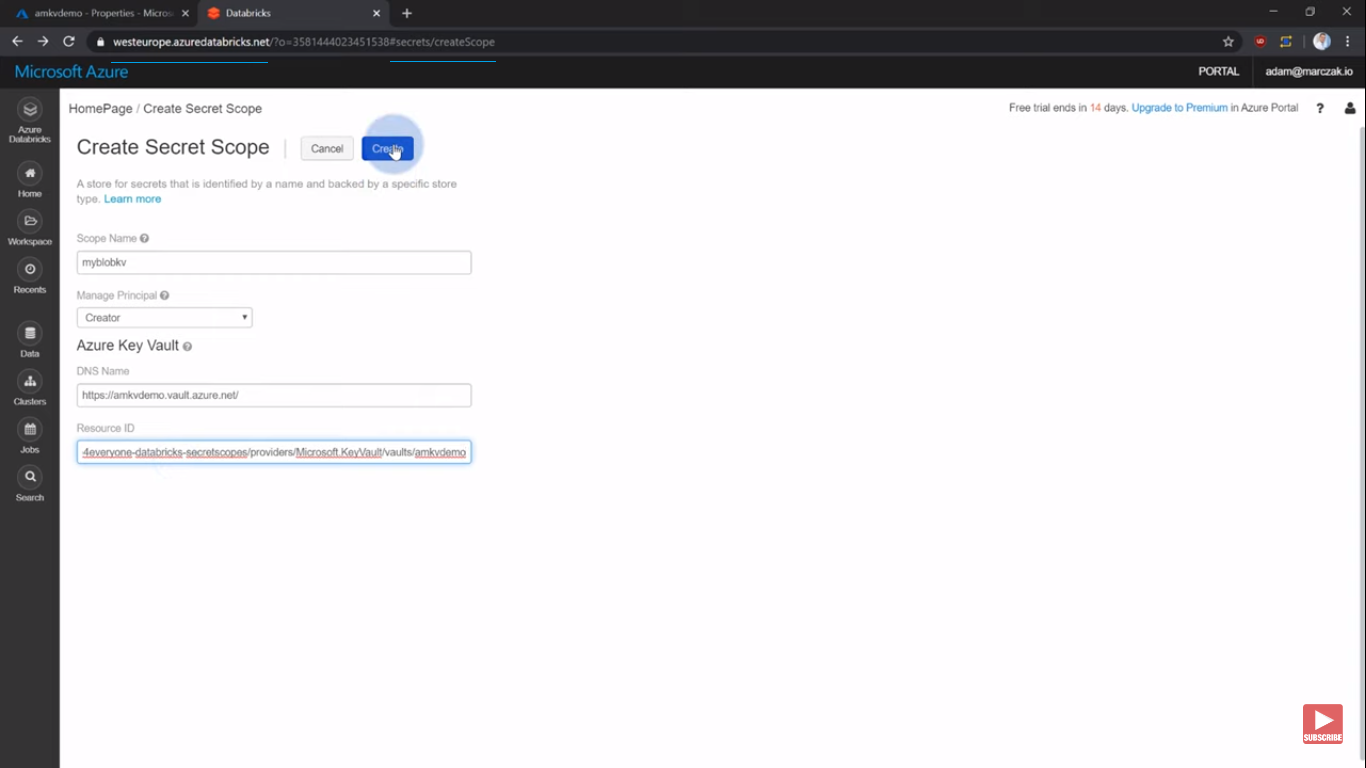 amkvdemo - Properties - Micros
Databricks
westeurope.azuredatabricks.net/?o=3581444023451538#secrets/createScope
Microsoft Azure
PORTAL
adam@marczak.io
Azure
Databricks
Home
Workspace
Recents
Data
Clusters
Jobs
Search
HomePage / Create Secret Scope
Free trial ends in 14 days. Upgrade to Premium in Azure Portal
Create Secret Scope
Cancel
Create
A store for secrets that is identified by a name and backed by a specific store
type. Learn more
Scope Name
myblobkv
Manage Principal
Creator
Azure Key Vault
DNS Name
https://amkvdemo.vault.azure.net/
Resource ID
4everyone-databricks-secretscopes/providers/Microsoft.KeyVault/vaults/amkvdemo
SUBSCRIBE